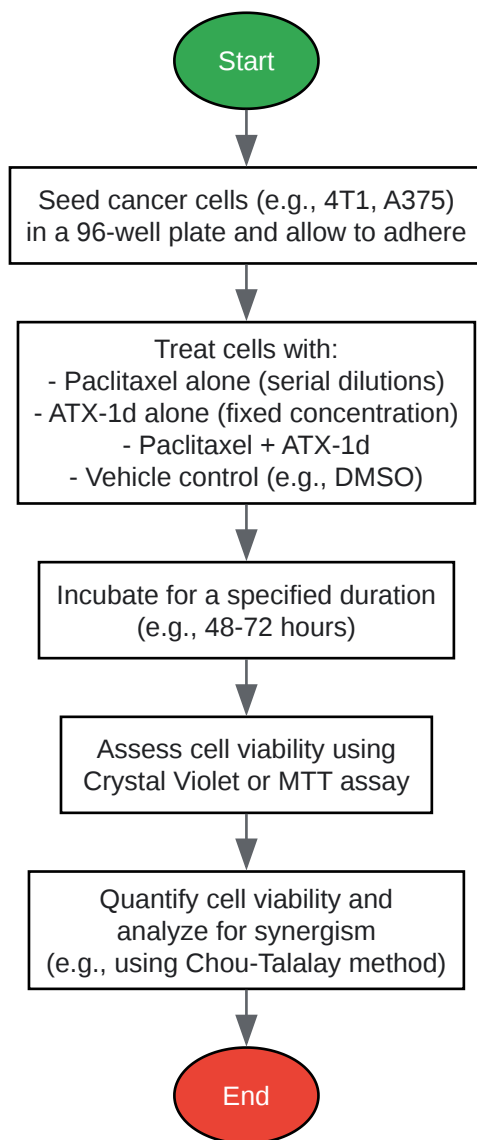 Start
Seed cancer cells (e.g., 4T1, A375)
in a 96-well plate and allow to adhere
Treat cells with:
- Paclitaxel alone (serial dilutions)
- ATX-1d alone (fixed concentration)
- Paclitaxel + ATX-1d
- Vehicle control (e.g., DMSO)
Incubate for a specified duration
(e.g., 48-72 hours)
Assess cell viability using
Crystal Violet or MTT assay
Quantify cell viability and
analyze for synergism
(e.g., using Chou-Talalay method)
End